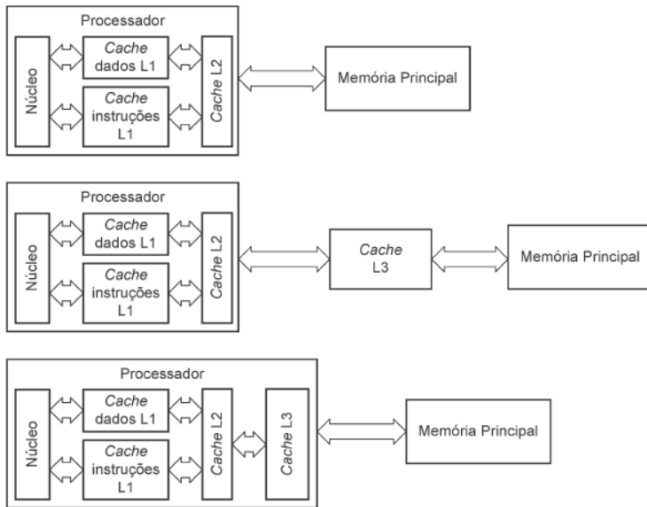 Processador
Núcleo
Cache
dados L1
Cache
instruções
L1
Cache L2
Memória Principal
Processador
Núcleo
Cache
dados L1
Cache
instruções
L1
Cache L2
Cache
L3
Memória Principal
Processador
Núcleo
Cache
dados L1
Cache
instruções
L1
Cache L2
Cache L3
Memória Principal